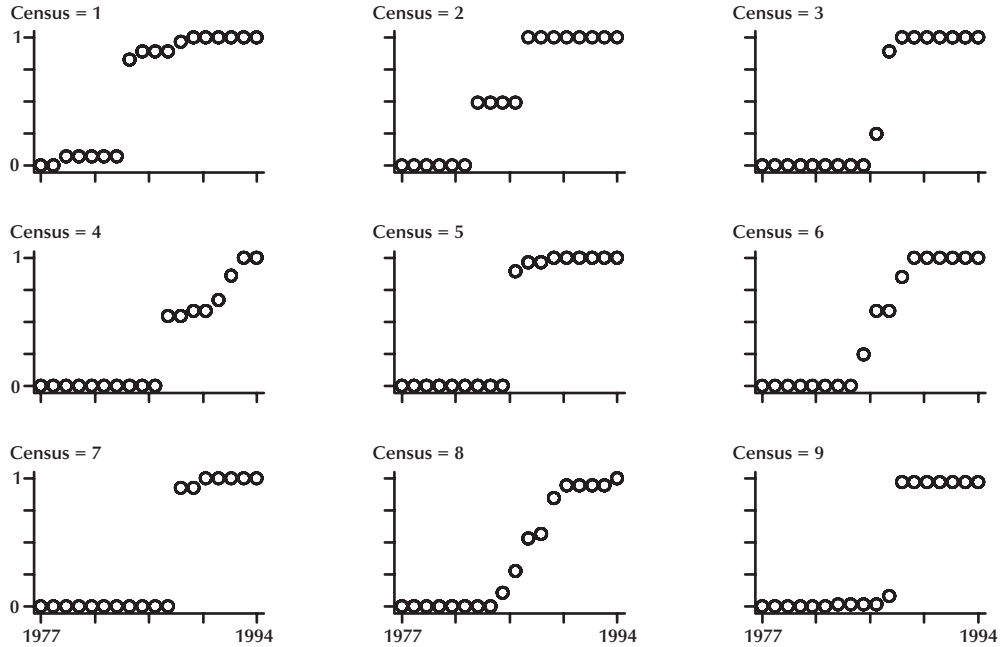 Census = 1 Census = 2 Census = 3
1
0
Census = 4 Census = 5 Census = 6
1
0
Census = 7 Census = 8 Census = 9
1
0
1977 1994 1977 1994 1977 1994